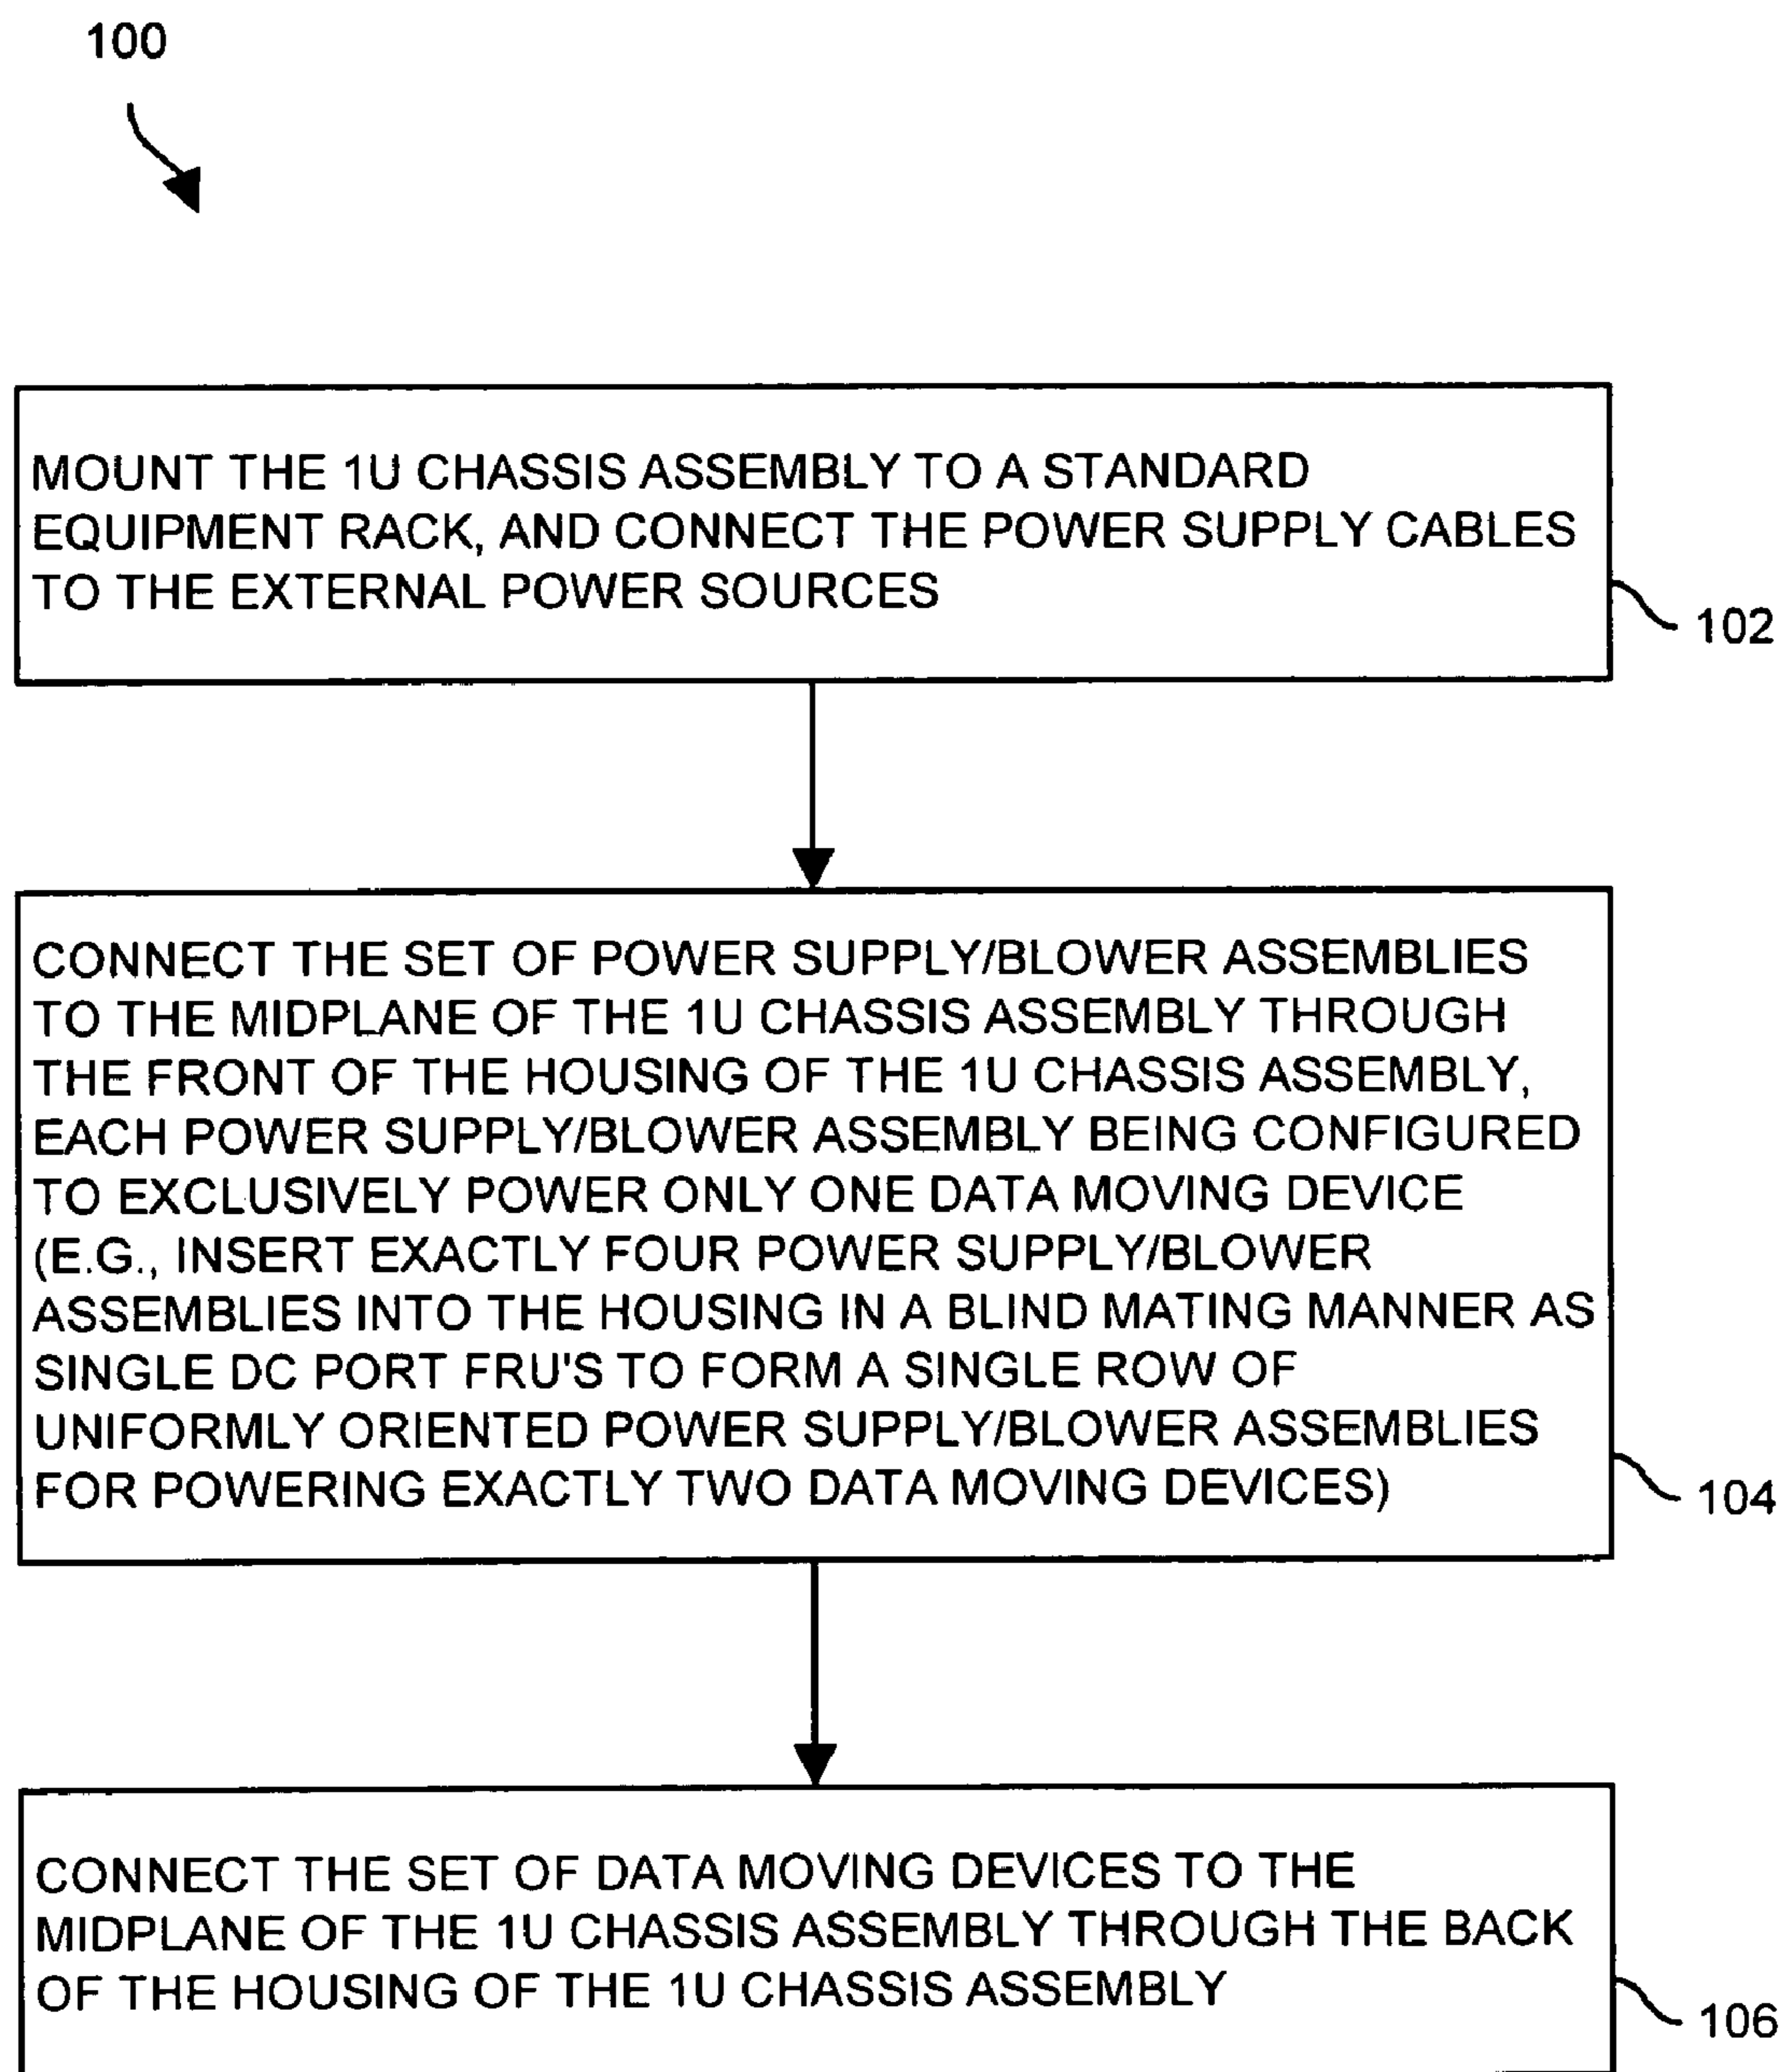 100
MOUNT THE 1U CHASSIS ASSEMBLY TO A STANDARD
EQUIPMENT RACK, AND CONNECT THE POWER SUPPLY CABLES
TO THE EXTERNAL POWER SOURCES
102
CONNECT THE SET OF POWER SUPPLY/BLOWER ASSEMBLIES
TO THE MIDPLANE OF THE 1U CHASSIS ASSEMBLY THROUGH
THE FRONT OF THE HOUSING OF THE 1U CHASSIS ASSEMBLY,
EACH POWER SUPPLY/BLOWER ASSEMBLY BEING CONFIGURED
TO EXCLUSIVELY POWER ONLY ONE DATA MOVING DEVICE
(E.G., INSERT EXACTLY FOUR POWER SUPPLY/BLOWER
ASSEMBLIES INTO THE HOUSING IN A BLIND MATING MANNER AS
SINGLE DC PORT FRU'S TO FORM A SINGLE ROW OF
UNIFORMLY ORIENTED POWER SUPPLY/BLOWER ASSEMBLIES
FOR POWERING EXACTLY TWO DATA MOVING DEVICES)
104
CONNECT THE SET OF DATA MOVING DEVICES TO THE
MIDPLANE OF THE 1U CHASSIS ASSEMBLY THROUGH THE BACK
OF THE HOUSING OF THE 1U CHASSIS ASSEMBLY
106